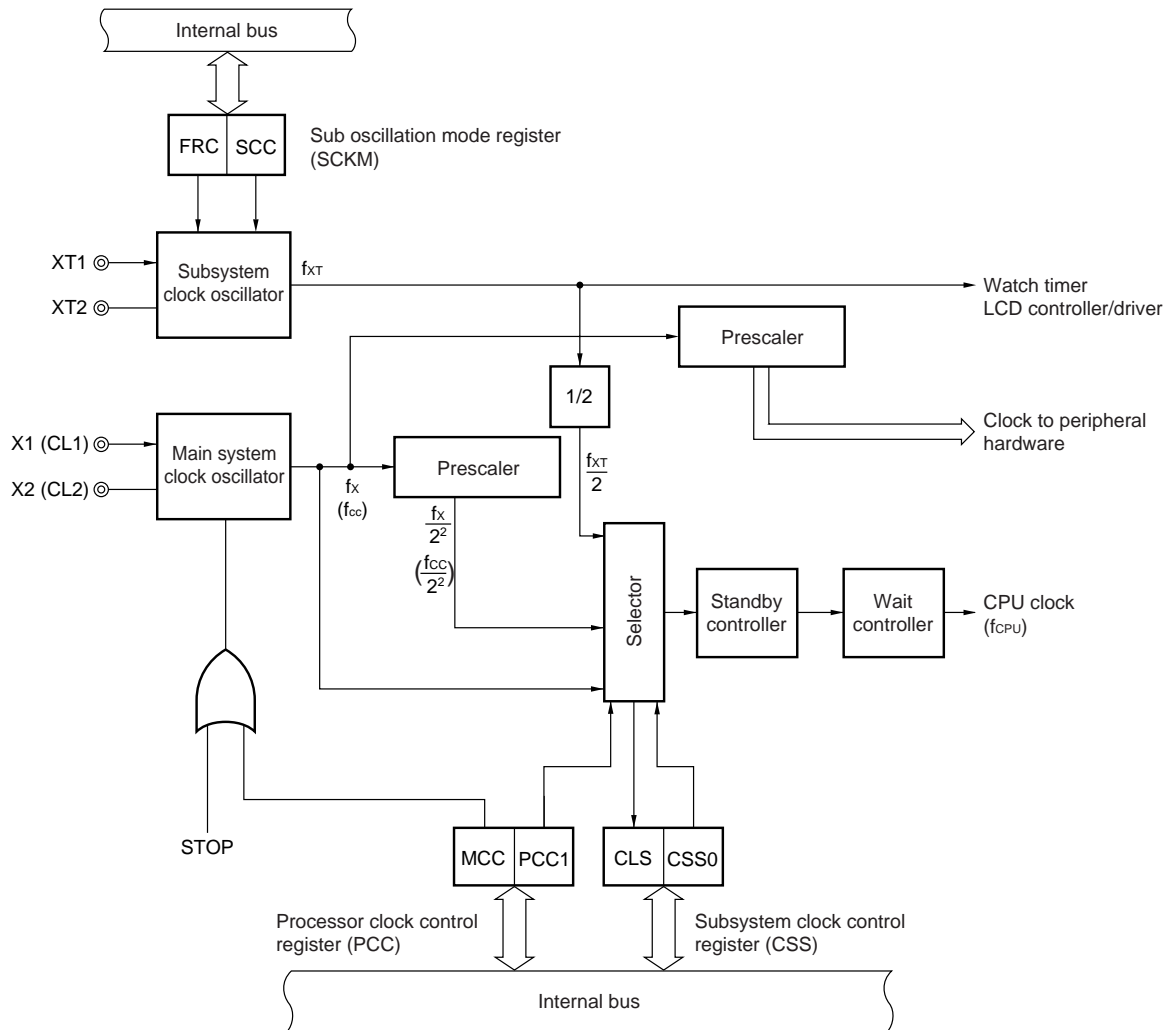 Internal bus
FRC SCC
Sub oscillation mode register
(SCKM)
XT1
XT2
Subsystem
clock oscillator
fXT
Watch timer
LCD controller/driver
Prescaler
1/2
Clock to peripheral
hardware
X1 (CL1)
X2 (CL2)
Main system
clock oscillator
Prescaler
fX
(fcc)
fXT
2
fX
2²
(fCC
2²)
Selector
Standby
controller
Wait
controller
CPU clock
(fCPU)
STOP
MCC PCC1
CLS CSS0
Processor clock control
register (PCC)
Subsystem clock control
register (CSS)
Internal bus